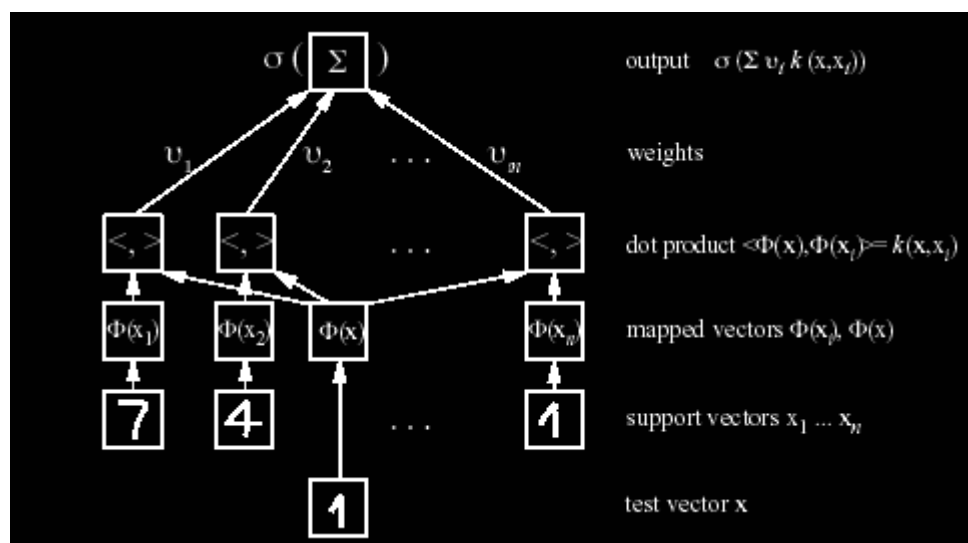 σ ( Σ ) output σ (Σ υᵢ k (x,xᵢ))
υ₁ υ₂ . . . υₘ weights
<, > <, > . . . <, > dot product <Φ(x),Φ(xᵢ)>= k(x,xᵢ)
Φ(x₁) Φ(x₂) Φ(x) Φ(xₙ) mapped vectors Φ(xᵢ), Φ(x)
7 4 . . . 1 support vectors x₁ ... xₙ
1 test vector x